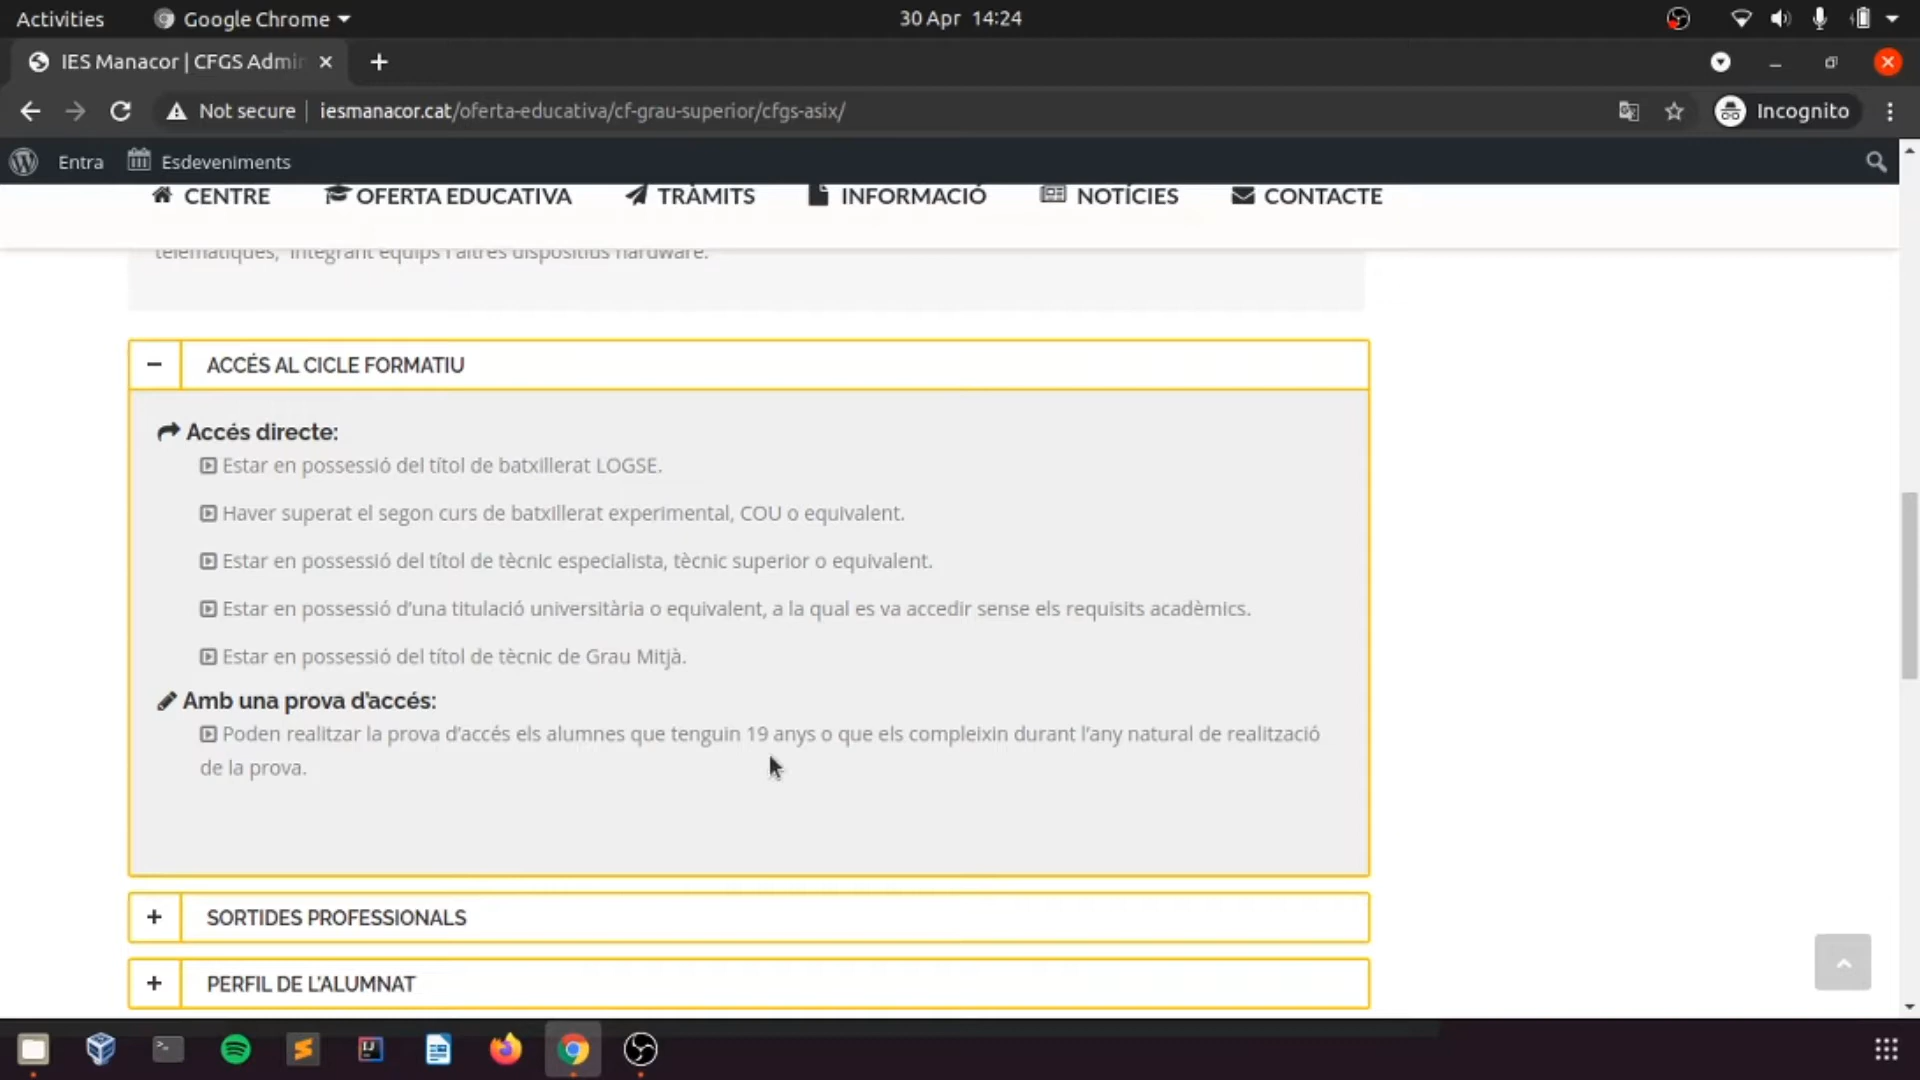 Activities
Google Chrome
30 Apr 14:24
IES Manacor | CFGS Admi
Not secure
iesmanacor.cat/oferta-educativa/cf-grau-superior/cfgs-asix/
Incognito
Entra
Esdeveniments
CENTRE
OFERTA EDUCATIVA
TRÀMITS
INFORMACIÓ
NOTÍCIES
CONTACTE
telemàtiques, integrant equips i altres dispositius hardware.
ACCÉS AL CICLE FORMATIU
Accés directe:
Estar en possessió del títol de batxillerat LOGSE.
Haver superat el segon curs de batxillerat experimental, COU o equivalent.
Estar en possessió del títol de tècnic especialista, tècnic superior o equivalent.
Estar en possessió d'una titulació universitària o equivalent, a la qual es va accedir sense els requisits acadèmics.
Estar en possessió del títol de tècnic de Grau Mitjà.
Amb una prova d'accés:
Poden realitzar la prova d'accés els alumnes que tenguin 19 anys o que els compleixin durant l'any natural de realització
de la prova.
SORTIDES PROFESSIONALS
PERFIL DE L'ALUMNAT